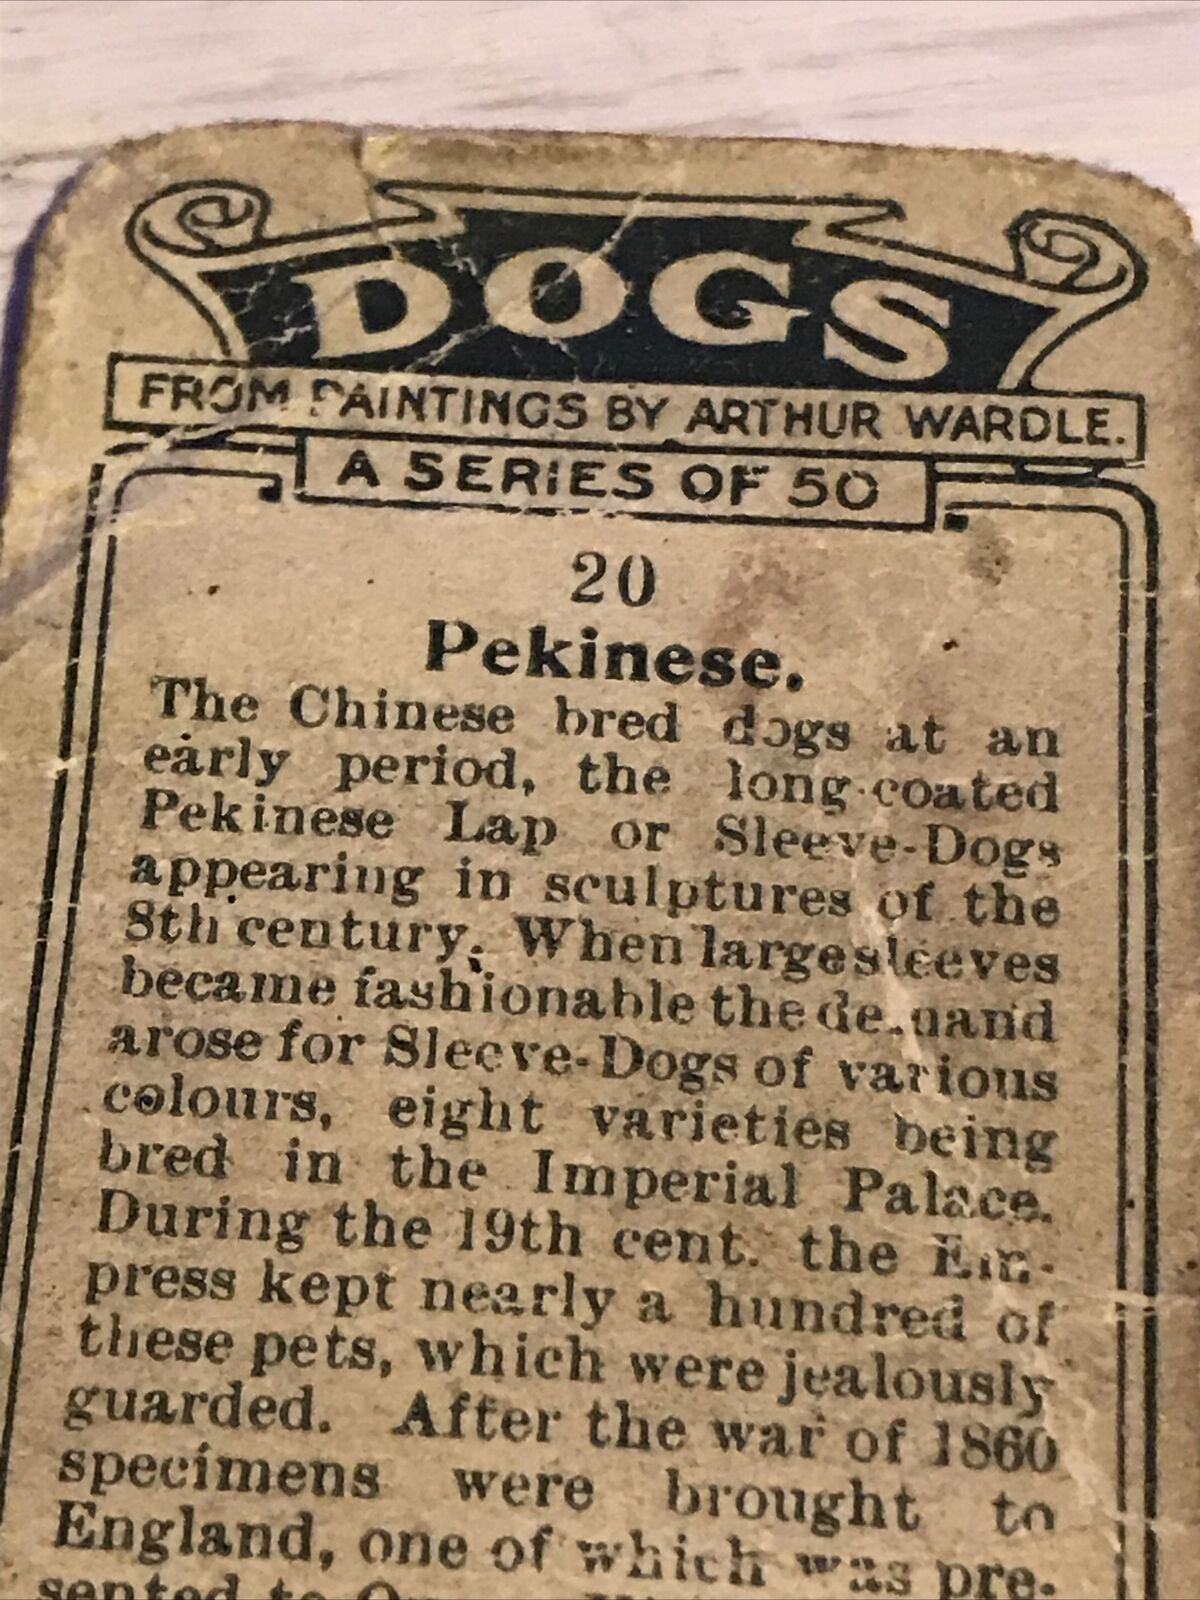 DOGS
FROM PAINTINGS BY ARTHUR WARDLE.
A SERIES OF 50
20
Pekinese.
The Chinese bred dogs at an
early period, the long-coated
Pekinese Lap or Sleeve-Dogs
appearing in sculptures of the
8th century. When large sleeves
became fashionable the demand
arose for Sleeve-Dogs of various
colours, eight varieties being
bred in the Imperial Palace.
During the 19th cent. the Em-
press kept nearly a hundred of
these pets, which were jealously
guarded. After the war of 1860
specimens were brought to
England, one of which was pre-
sented to